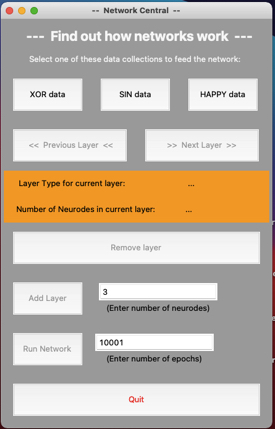 -- Network Central --
--- Find out how networks work ---
Select one of these data collections to feed the network:
XOR data SIN data HAPPY data
<< Previous Layer << >> Next Layer >>
Layer Type for current layer: ...
Number of Neurodes in current layer: ...
Remove layer
Add Layer 3
(Enter number of neurodes)
Run Network 10001
(Enter number of epochs)
Quit